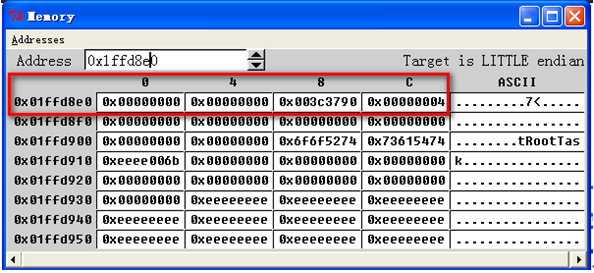 Memory
Addresses
Address 0x1ffd8e0 Target is LITTLE endian
0 4 8 C ASCII
0x01ffd8e0 0x00000000 0x00000000 0x003c3790 0x00000004 .........7<.....
0x01ffd8f0 0x00000000 0x00000000 0x00000000 0x00000000 ................
0x01ffd900 0x00000000 0x00000000 0x6f6f5274 0x73615474 ........tRootTas
0x01ffd910 0xeeee006b 0x00000000 0x00000000 0x00000000 k...............
0x01ffd920 0x00000000 0x00000000 0x00000000 0x00000000 ................
0x01ffd930 0x00000000 0xeeeeeeee 0xeeeeeeee 0xeeeeeeee ................
0x01ffd940 0xeeeeeeee 0xeeeeeeee 0xeeeeeeee 0xeeeeeeee ................
0x01ffd950 0xeeeeeeee 0xeeeeeeee 0xeeeeeeee 0xeeeeeeee ................